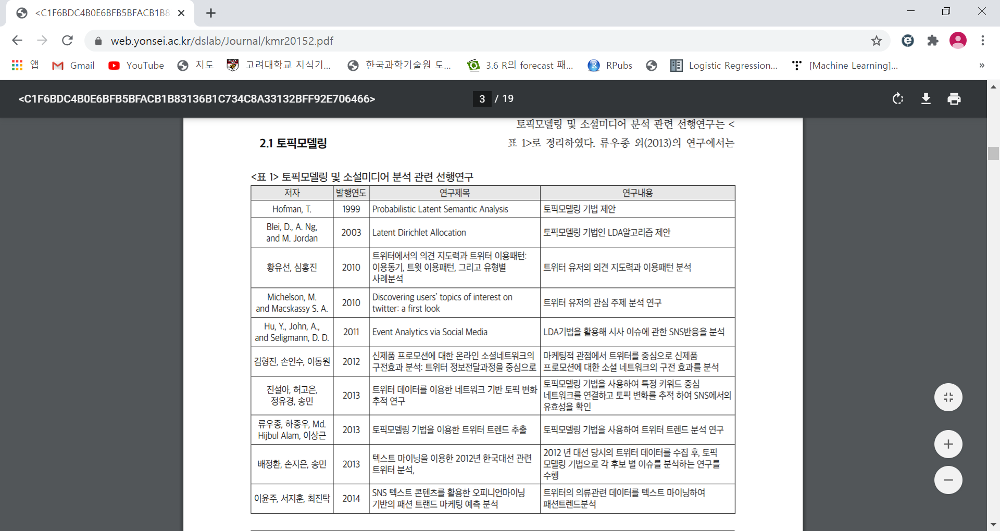 <C1F6BDC4B0E6BFB5BFACB1B8
web.yonsei.ac.kr/dslab/Journal/kmr20152.pdf
앱 Gmail YouTube 지도 고려대학교 지식기... 한국과학기술원 도... 3.6 R의 forecast 패... RPubs Logistic Regression... [Machine Learning]... »
<C1F6BDC4B0E6BFB5BFACB1B83136B1C734C8A33132BFF92E706466> 3 / 19
2.1 토픽모델링
토픽모델링 및 소셜미디어 분석 관련 선행연구는 <
표 1>로 정리하였다. 류우종 외(2013)의 연구에서는
<표 1> 토픽모델링 및 소설미디어 분석 관련 선행연구
저자 발행연도 연구제목 연구내용
Hofman, T. 1999 Probabilistic Latent Semantic Analysis 토픽모델링 기법 제안
Blei, D., A. Ng,
and M. Jordan
2003 Latent Dirichlet Allocation 토픽모델링 기법인 LDA알고리즘 제안
황유선, 심홍진 2010
트위터에서의 의견 지도력과 트위터 이용패턴:
이용동기, 트윗 이용패턴, 그리고 유형별
사례분석
트위터 유저의 의견 지도력과 이용패턴 분석
Michelson, M.
and Macskassy S. A.
2010
Discovering users' topics of interest on
twitter: a first look
트위터 유저의 관심 주제 분석 연구
Hu, Y., John, A.,
and Seligmann, D. D.
2011 Event Analytics via Social Media LDA기법을 활용해 시사 이슈에 관한 SNS반응을 분석
김형진, 손인수, 이동원 2012
신제품 프로모션에 대한 온라인 소셜네트워크의
구전효과 분석: 트위터 정보전달과정을 중심으로
마케팅적 관점에서 트위터를 중심으로 신제품
프로모션에 대한 소셜 네트워크의 구전 효과를 분석
진설아, 허고은,
정유경, 송민
2013
트위터 데이터를 이용한 네트워크 기반 토픽 변화
추적 연구
토픽모델링 기법을 사용하여 특정 키워드 중심
네트워크를 연결하고 토픽 변화를 추적 하여 SNS에서의
유효성을 확인
류우종, 하종우, Md.
Hijbul Alam, 이상근
2013 토픽모델링 기법을 이용한 트위터 트렌드 추출 토픽모델링 기법을 사용하여 트위터 트렌드 분석 연구
배정환, 손지은, 송민 2013
텍스트 마이닝을 이용한 2012년 한국대선 관련
트위터 분석,
2012 년 대선 당시의 트위터 데이터를 수집 후, 토픽
모델링 기법으로 각 후보 별 이슈를 분석하는 연구를
수행
이윤주, 서지훈, 최진탁 2014
SNS 텍스트 콘텐츠를 활용한 오피니언마이닝
기반의 패션 트랜드 마케팅 예측 분석
트위터의 의류관련 데이터를 텍스트 마이닝하여
패션트렌드분석